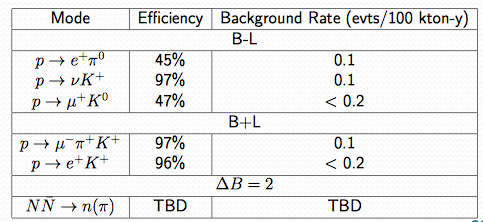 Mode Efficiency Background Rate (evts/100 kton-y)
B-L
p → e⁺π⁰ 45% 0.1
p → νK⁺ 97% 0.1
p → μ⁺K⁰ 47% < 0.2
B+L
p → μ⁻π⁺K⁺ 97% 0.1
p → e⁺K⁺ 96% < 0.2
ΔB = 2
NN̄ → n(π) TBD TBD